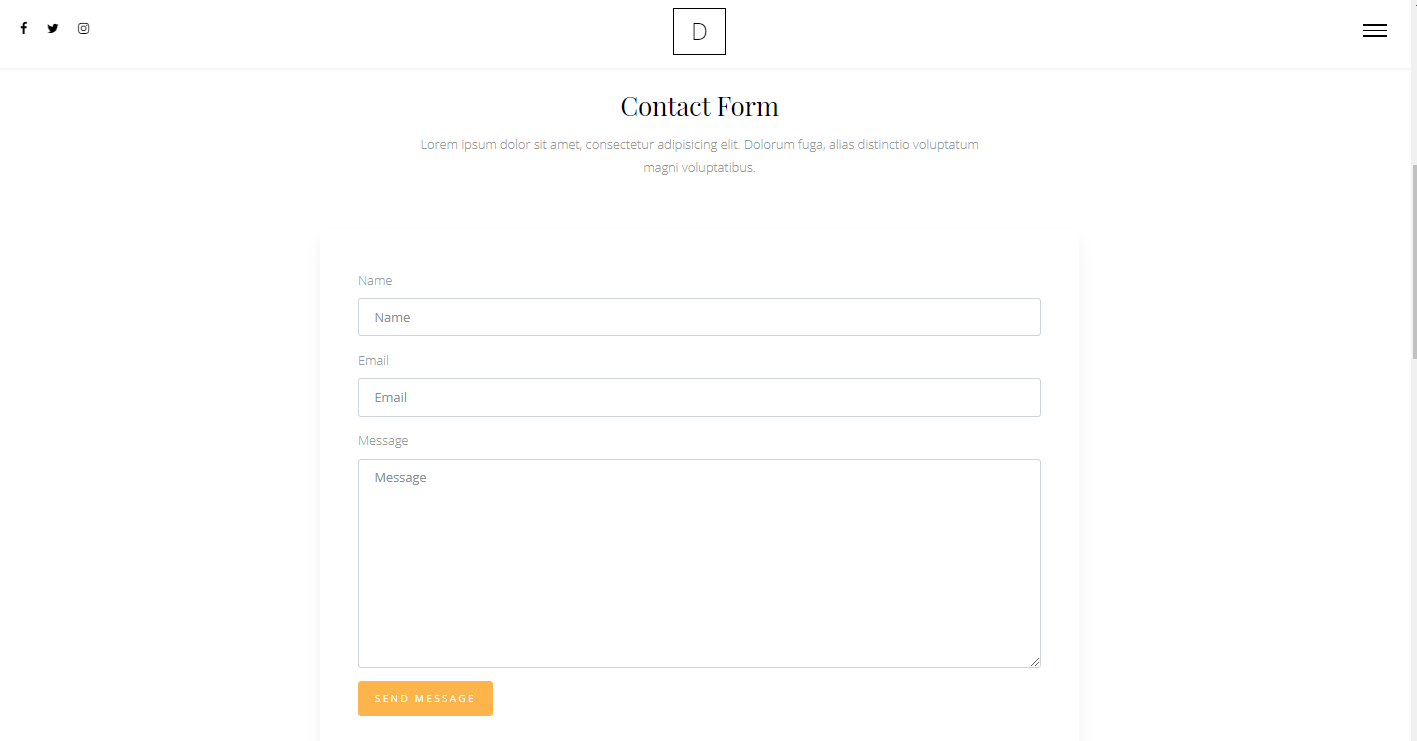 D
Contact Form
Lorem ipsum dolor sit amet, consectetur adipisicing elit. Dolorum fuga, alias distinctio voluptatum
magni voluptatibus.
Name
Name
Email
Email
Message
Message
SEND MESSAGE